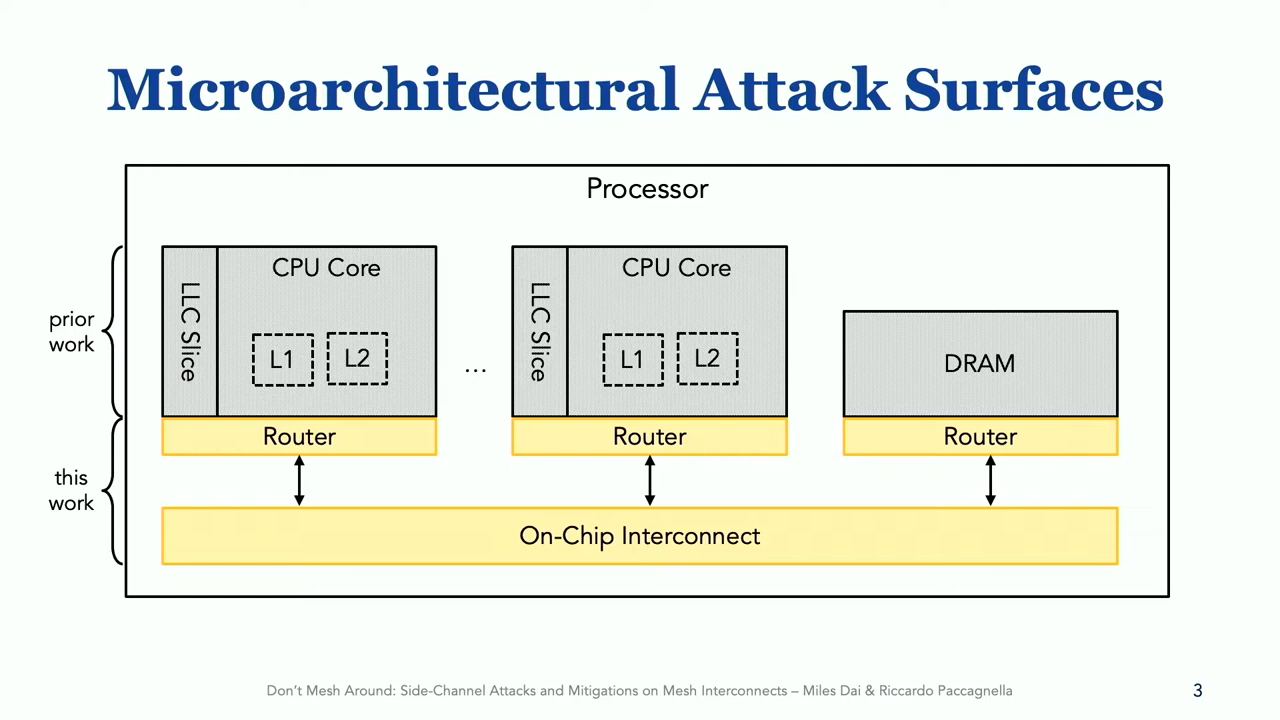 Microarchitectural Attack Surfaces
Processor
prior
work
LLC Slice
CPU Core
L1
L2
...
LLC Slice
CPU Core
L1
L2
DRAM
Router
Router
Router
this
work
On-Chip Interconnect
Don’t Mesh Around: Side-Channel Attacks and Mitigations on Mesh Interconnects – Miles Dai & Riccardo Paccagnella
3